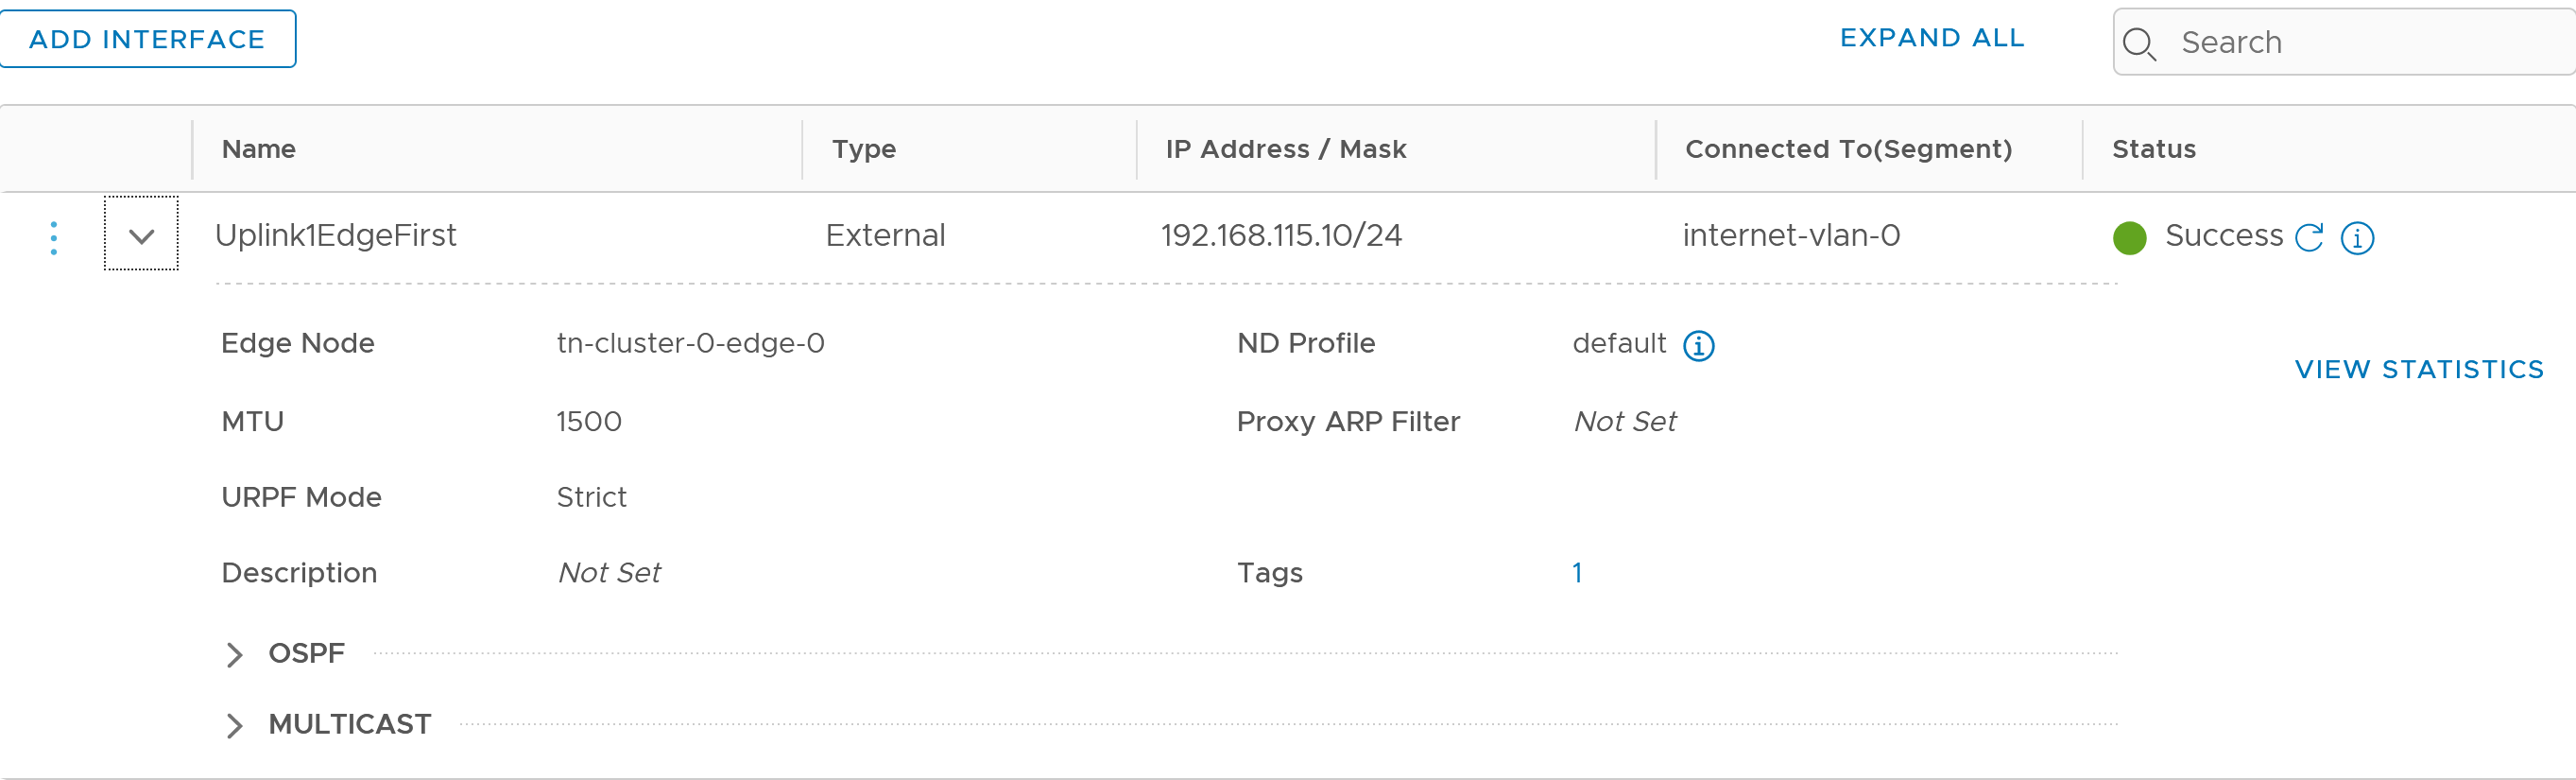 ADD INTERFACE EXPAND ALL Search
Name Type IP Address / Mask Connected To(Segment) Status
Uplink1EdgeFirst External 192.168.115.10/24 internet-vlan-0 Success
Edge Node tn-cluster-0-edge-0 ND Profile default
VIEW STATISTICS
MTU 1500 Proxy ARP Filter Not Set
URPF Mode Strict
Description Not Set Tags 1
OSPF
MULTICAST